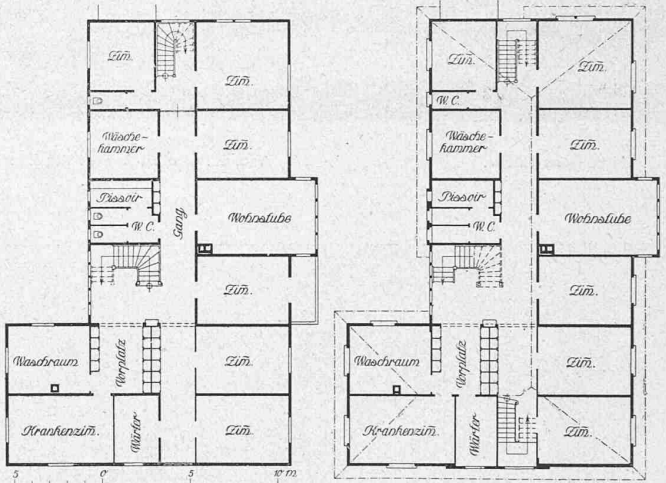 Zim̄.
Zim̄.
Wäsche-
kammer
Zim̄.
Pissoir
W.C.
Gang
Wohnstube
Zim̄.
Waschraum
Vorplatz
Zim̄.
Krankenzim̄.
Wärter
Zim̄.
5 0 5 10 m
Zim̄.
Zim̄.
W.C.
Wäsche-
kammer
Zim̄.
Pissoir
W.C.
Wohnstube
Zim̄.
Waschraum
Vorplatz
Zim̄.
Krankenzim̄.
Wärter
Zim̄.